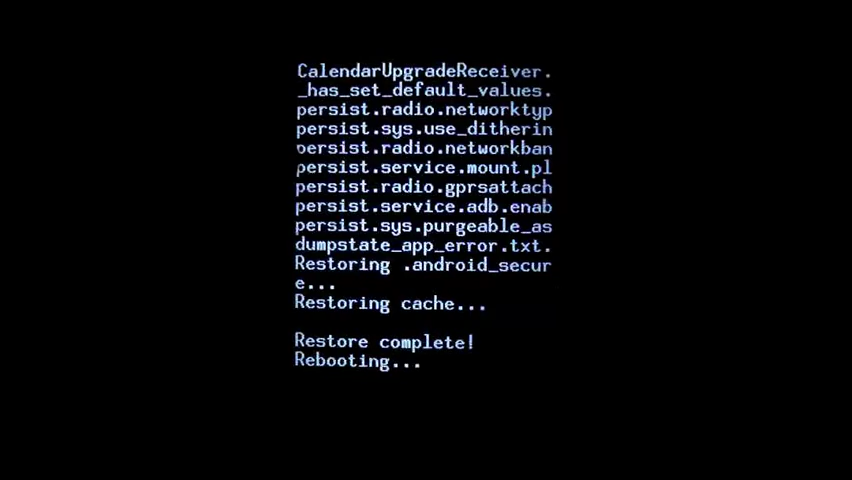 CalendarUpgradeReceiver.
_has_set_default_values.
persist.radio.networktyp
persist.sys.use_ditherin
persist.radio.networkban
persist.service.mount.pl
persist.radio.gprsattach
persist.service.adb.enab
persist.sys.purgeable_as
dumpstate_app_error.txt.
Restoring .android_secur
e...
Restoring cache...
Restore complete!
Rebooting...